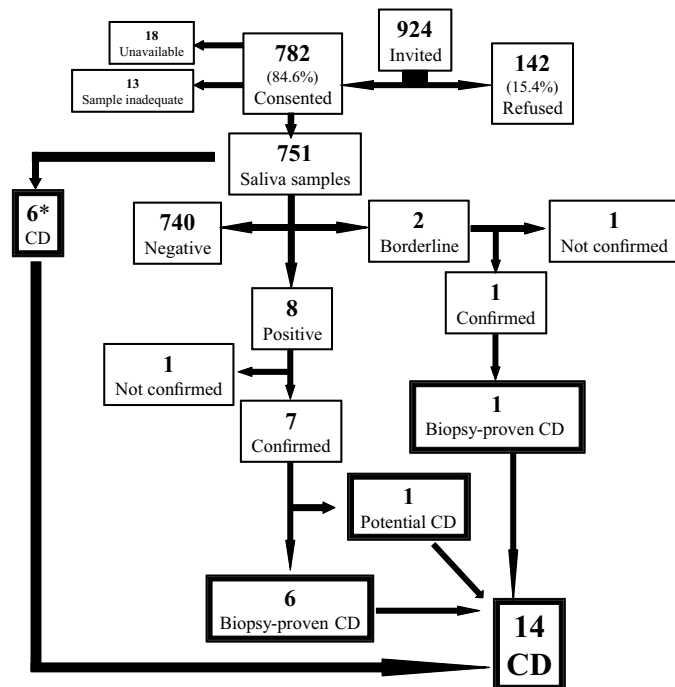 924
Invited
18
Unavailable
782
(84.6%)
Consented
142
(15.4%)
Refused
13
Sample inadequate
751
Saliva samples
6*
CD
740
Negative
2
Borderline
1
Not confirmed
8
Positive
1
Confirmed
1
Not confirmed
7
Confirmed
1
Biopsy-proven CD
1
Potential CD
6
Biopsy-proven CD
14
CD